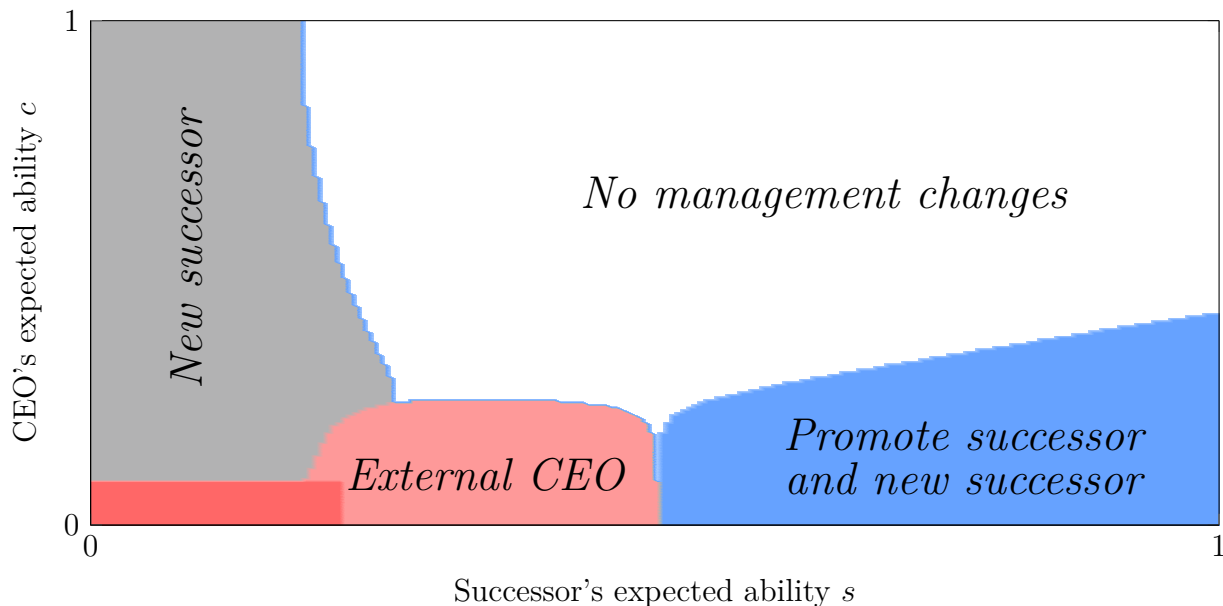 1
CEO's expected ability c
New successor
No management changes
Promote successor
and new successor
External CEO
0
0
1
Successor's expected ability s